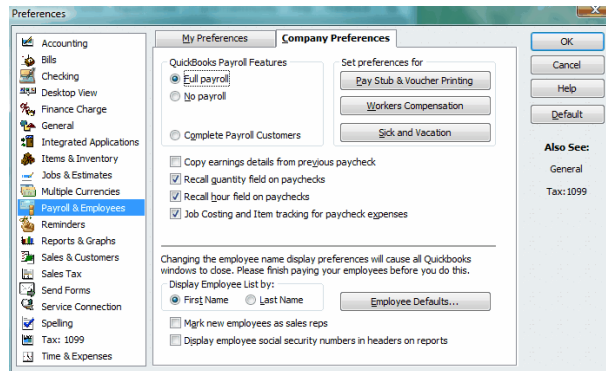 Preferences
Accounting
Bills
Checking
Desktop View
Finance Charge
General
Integrated Applications
Items & Inventory
Jobs & Estimates
Multiple Currencies
Payroll & Employees
Reminders
Reports & Graphs
Sales & Customers
Sales Tax
Send Forms
Service Connection
Spelling
Tax: 1099
Time & Expenses
My Preferences
Company Preferences
QuickBooks Payroll Features
Full payroll
No payroll
Complete Payroll Customers
Set preferences for
Pay Stub & Voucher Printing
Workers Compensation
Sick and Vacation
Copy earnings details from previous paycheck
Recall quantity field on paychecks
Recall hour field on paychecks
Job Costing and Item tracking for paycheck expenses
Changing the employee name display preferences will cause all Quickbooks
windows to close. Please finish paying your employees before you do this.
Display Employee List by:
First Name
Last Name
Employee Defaults...
Mark new employees as sales reps
Display employee social security numbers in headers on reports
OK
Cancel
Help
Default
Also See:
General
Tax:1099